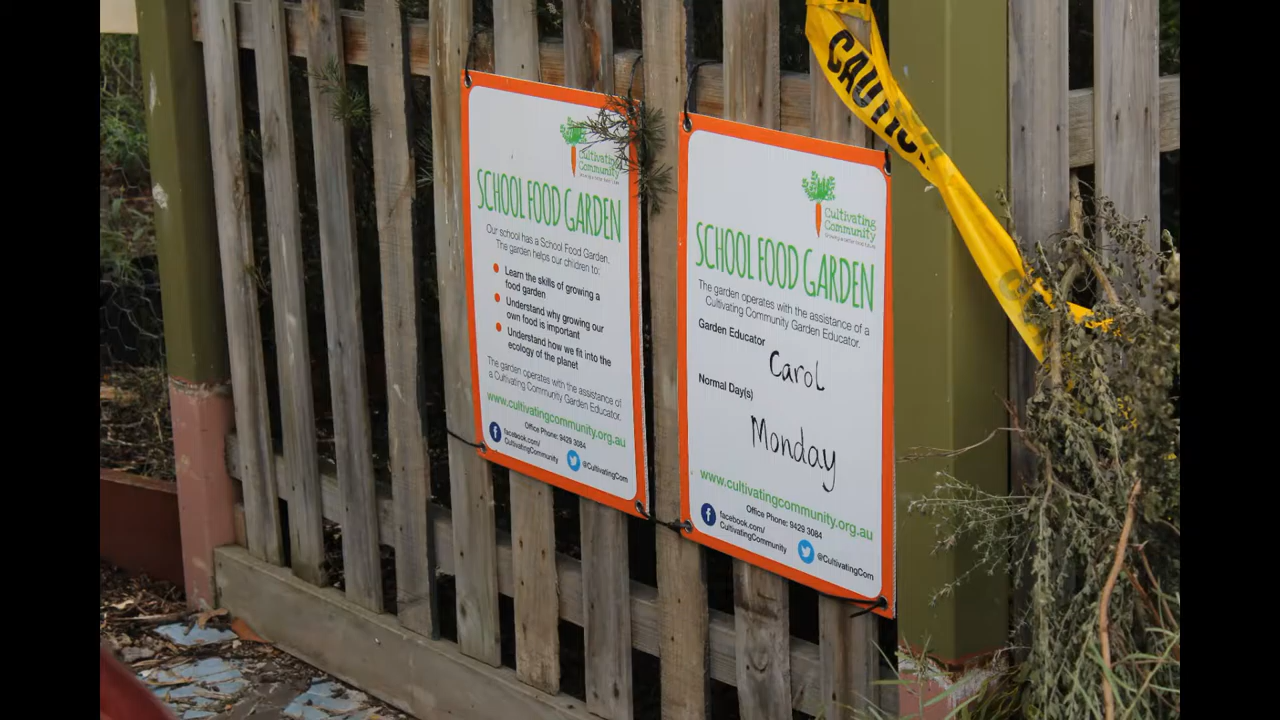 Cultivating
Community
SCHOOL FOOD GARDEN
Our school has a School Food Garden.
The garden helps our children to:
Learn the skills of growing a
food garden
Understand why growing our
own food is important
Understand how we fit into the
ecology of the planet
The garden operates with the assistance of
a Cultivating Community Garden Educator.
www.cultivatingcommunity.org.au
Office Phone: 9429 3084
facebook.com/
CultivatingCommunity
@CultivatingCom
Cultivating
Community
SCHOOL FOOD GARDEN
The garden operates with the assistance of a
Cultivating Community Garden Educator.
Garden Educator
Carol
Normal Day(s)
Monday
www.cultivatingcommunity.org.au
Office Phone: 9429 3084
facebook.com/
CultivatingCommunity
@CultivatingCom